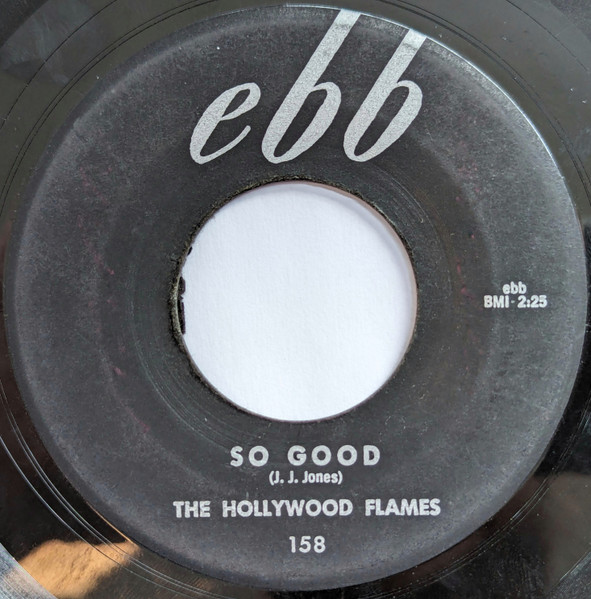 ebb
ebb
BMI-2:25
SO GOOD
(J. J. Jones)
THE HOLLYWOOD FLAMES
158